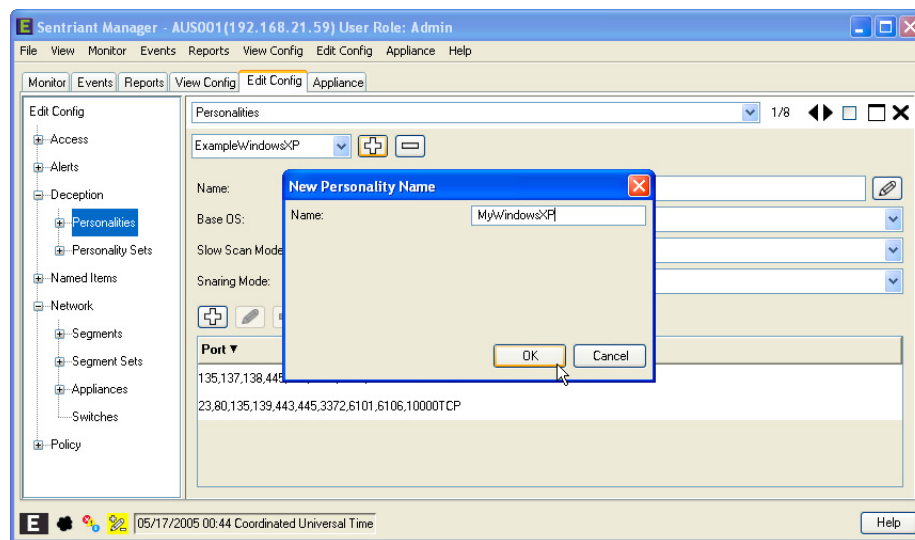 E Sentriant Manager - AUS001(192.168.21.59) User Role: Admin
File View Monitor Events Reports View Config Edit Config Appliance Help
Monitor Events Reports View Config Edit Config Appliance
Edit Config
Access
Alerts
Deception
Personalities
Personality Sets
Named Items
Network
Segments
Segment Sets
Appliances
Switches
Policy
Personalities 1/8
ExampleWindowsXP
Name:
Base OS:
Slow Scan Mode
Snaring Mode:
New Personality Name
Name: MyWindowsXP
OK Cancel
Port
135,137,138,445
23,80,135,139,443,445,3372,6101,6106,10000TCP
E 05/17/2005 00:44 Coordinated Universal Time Help